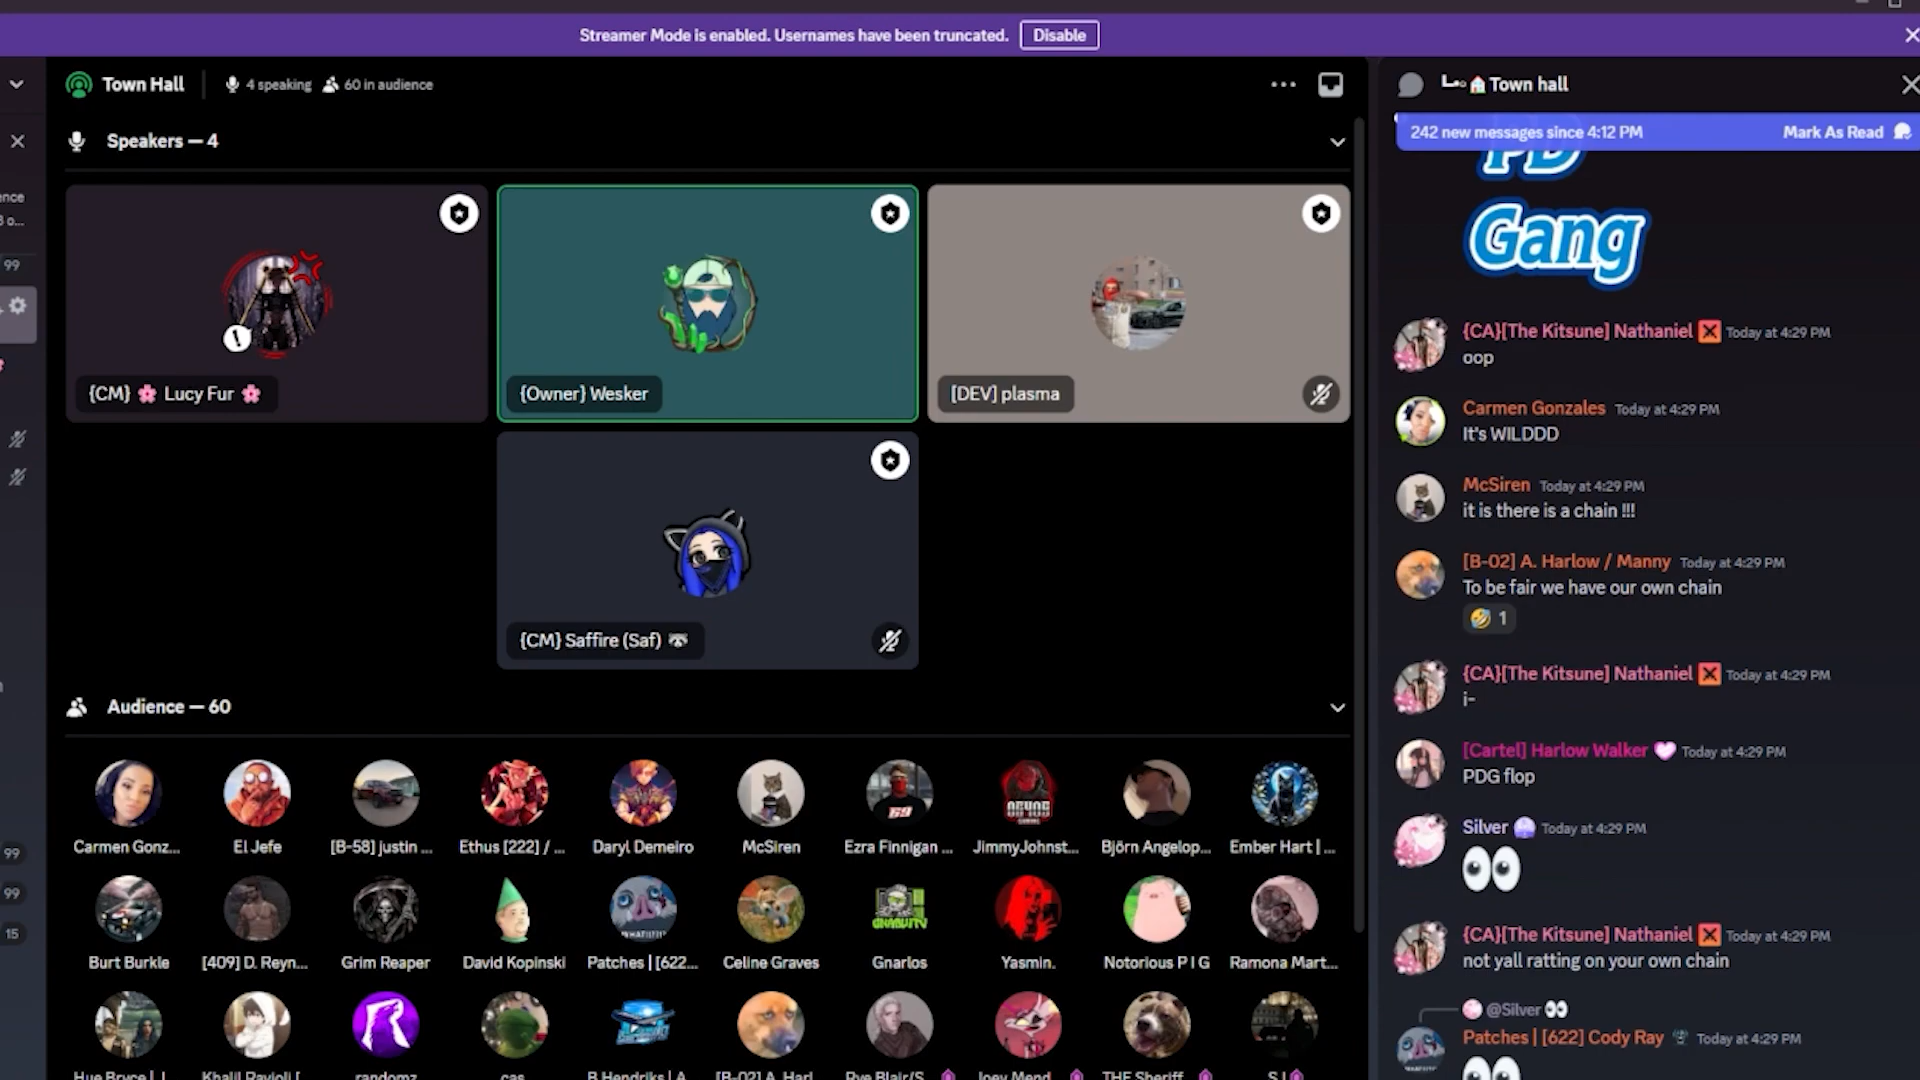 Streamer Mode is enabled. Usernames have been truncated. Disable
Town Hall 4 speaking 60 in audience
Speakers — 4
{CM} 🌸 Lucy Fur 🌸
{Owner} Wesker
[DEV] plasma
{CM} Saffire (Saf) 🦝
Audience — 60
Carmen Gonz... El Jefe [B-58] justin ... Ethus [222] / ... Daryl Demeiro McSiren Ezra Finnigan ... JimmyJohnst... Björn Angelop... Ember Hart | ...
Burt Burkle [409] D. Reyn... Grim Reaper David Kopinski Patches | [622... Celine Graves Gnarlos Yasmin. Notorious P I G Ramona Mart...
99
99
99
15
🏠 Town hall
242 new messages since 4:12 PM Mark As Read
PD
Gang
{CA}[The Kitsune] Nathaniel Today at 4:29 PM
oop
Carmen Gonzales Today at 4:29 PM
It's WILDDD
McSiren Today at 4:29 PM
it is there is a chain !!!
[B-02] A. Harlow / Manny Today at 4:29 PM
To be fair we have our own chain
🤣 1
{CA}[The Kitsune] Nathaniel Today at 4:29 PM
i-
[Cartel] Harlow Walker Today at 4:29 PM
PDG flop
Silver Today at 4:29 PM
👀
{CA}[The Kitsune] Nathaniel Today at 4:29 PM
not yall ratting on your own chain
@Silver 👀
Patches | [622] Cody Ray Today at 4:29 PM